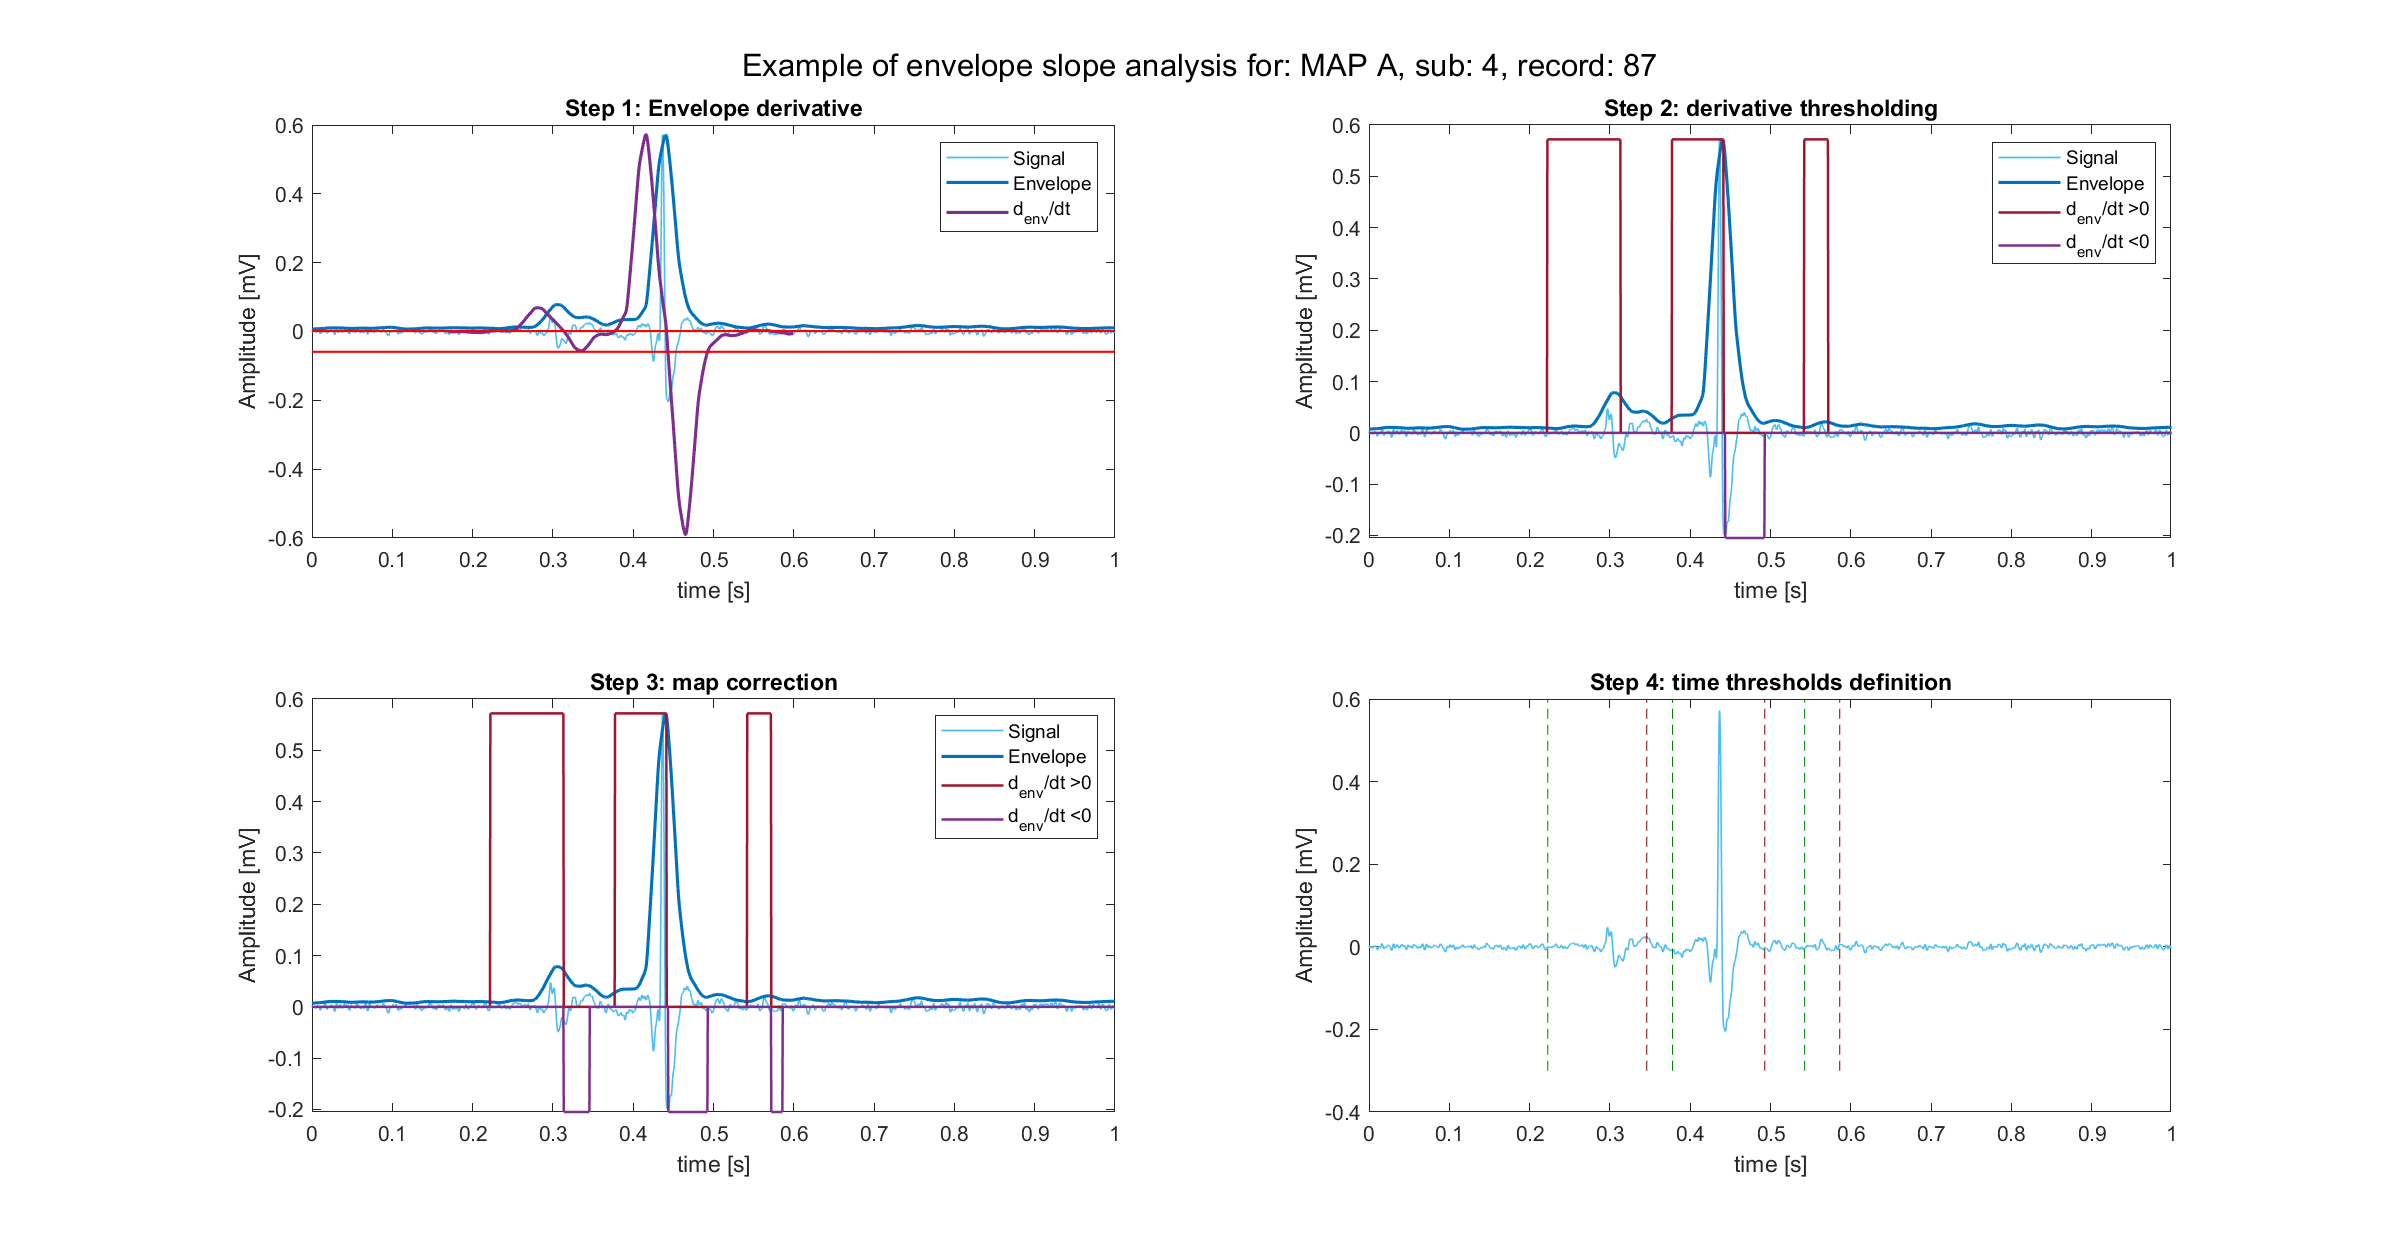 Example of envelope slope analysis for: MAP A, sub: 4, record: 87
Step 1: Envelope derivative
Amplitude [mV]
0.6
0.4
0.2
0
-0.2
-0.4
-0.6
0 0.1 0.2 0.3 0.4 0.5 0.6 0.7 0.8 0.9 1
time [s]
Signal
Envelope
d_env/dt
Step 2: derivative thresholding
Amplitude [mV]
0.6
0.5
0.4
0.3
0.2
0.1
0
-0.1
-0.2
0 0.1 0.2 0.3 0.4 0.5 0.6 0.7 0.8 0.9 1
time [s]
Signal
Envelope
d_env/dt >0
d_env/dt <0
Step 3: map correction
Amplitude [mV]
0.6
0.5
0.4
0.3
0.2
0.1
0
-0.1
-0.2
0 0.1 0.2 0.3 0.4 0.5 0.6 0.7 0.8 0.9 1
time [s]
Signal
Envelope
d_env/dt >0
d_env/dt <0
Step 4: time thresholds definition
Amplitude [mV]
0.6
0.4
0.2
0
-0.2
-0.4
0 0.1 0.2 0.3 0.4 0.5 0.6 0.7 0.8 0.9 1
time [s]